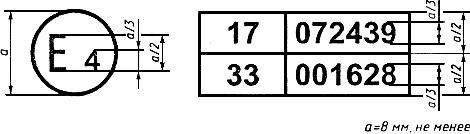 a
E 4
a/3
a/2
17 072439
33 001628
a/3
a/2
a/3
a/2
a=8 мм, не менее